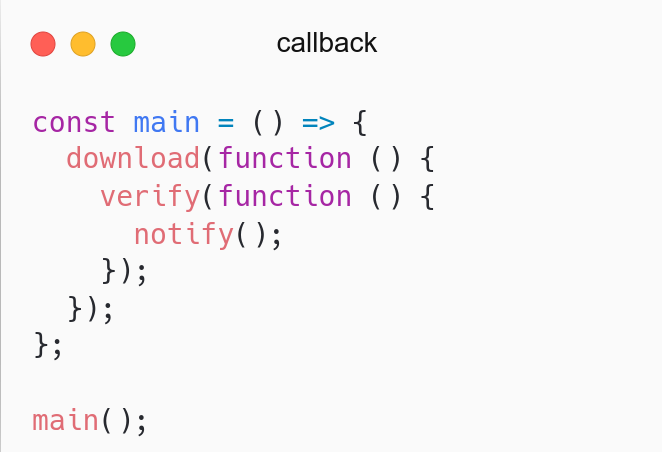 callback
const main = () => {
  download(function () {
    verify(function () {
      notify();
    });
  });
};
main();